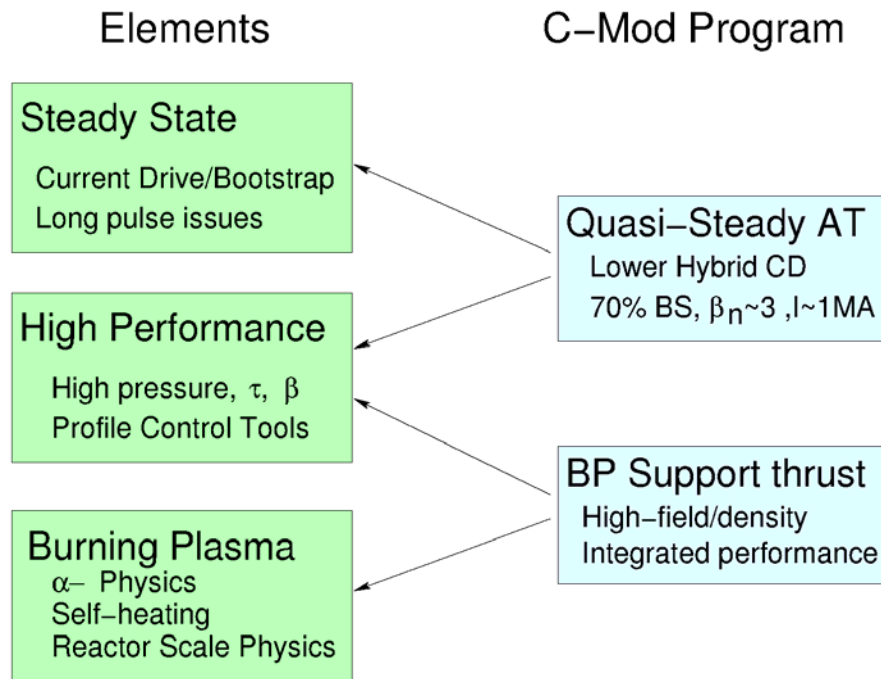 Elements
C-Mod Program
Steady State
Current Drive/Bootstrap
Long pulse issues
High Performance
High pressure, τ, β
Profile Control Tools
Burning Plasma
α- Physics
Self-heating
Reactor Scale Physics
Quasi-Steady AT
Lower Hybrid CD
70% BS, βn~3 ,I~1MA
BP Support thrust
High-field/density
Integrated performance